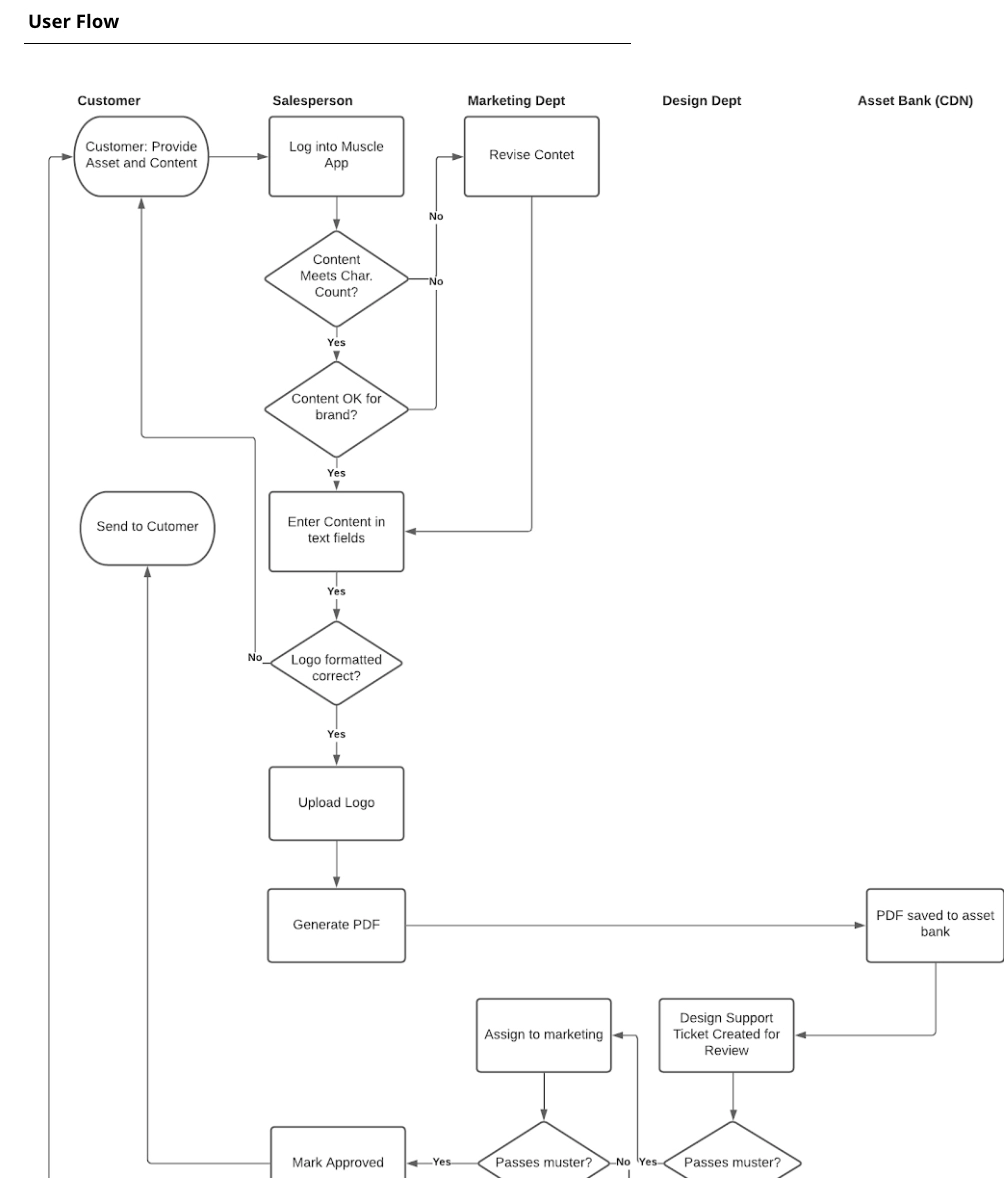 User Flow
Customer
Salesperson
Marketing Dept
Design Dept
Asset Bank (CDN)
Customer: Provide
Asset and Content
Log into Muscle
App
Revise Contet
No
Content
Meets Char.
Count?
No
Yes
Content OK for
brand?
Yes
Send to Cutomer
Enter Content in
text fields
Yes
No
Logo formatted
correct?
Yes
Upload Logo
Generate PDF
PDF saved to asset
bank
Assign to marketing
Design Support
Ticket Created for
Review
Mark Approved
Yes
Passes muster?
No
Yes
Passes muster?